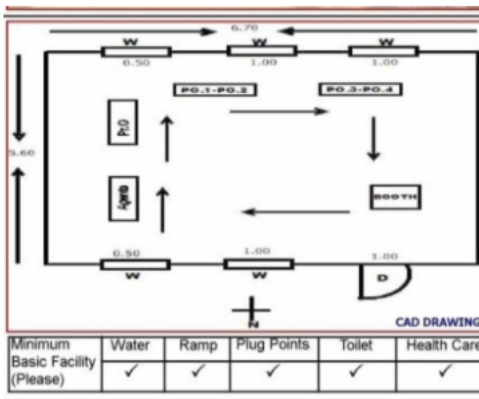 6.70
W W W
0.50 1.00 1.00
PO.1-PO.2 PO.3-PO.4
Pr.O
5.60
Agents
BOOTH
0.50 1.00 1.00
W W D
N
CAD DRAWING
Minimum Basic Facility (Please) Water Ramp Plug Points Toilet Health Care
✓ ✓ ✓ ✓ ✓